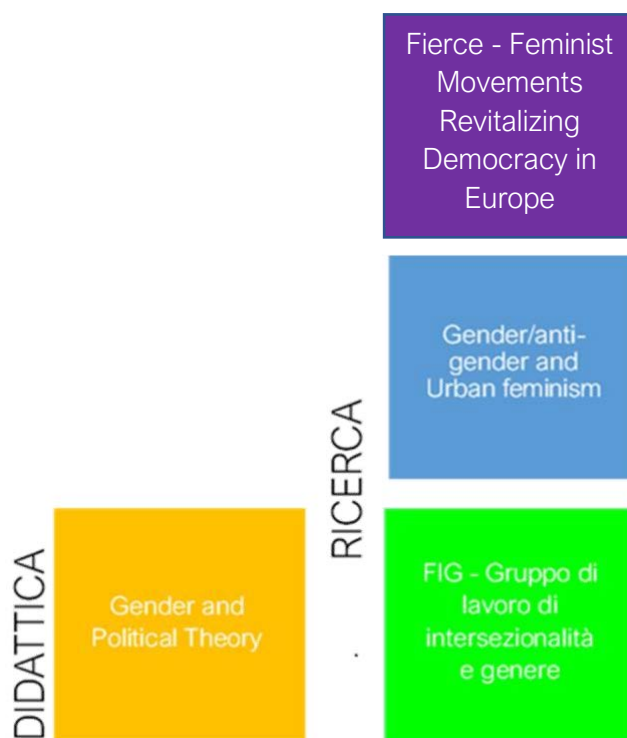 Fierce - Feminist
Movements
Revitalizing
Democracy in
Europe
Gender/anti-
gender and
Urban feminism
RICERCA
FIG - Gruppo di
lavoro di
intersezionalità
e genere
DIDATTICA
Gender and
Political Theory